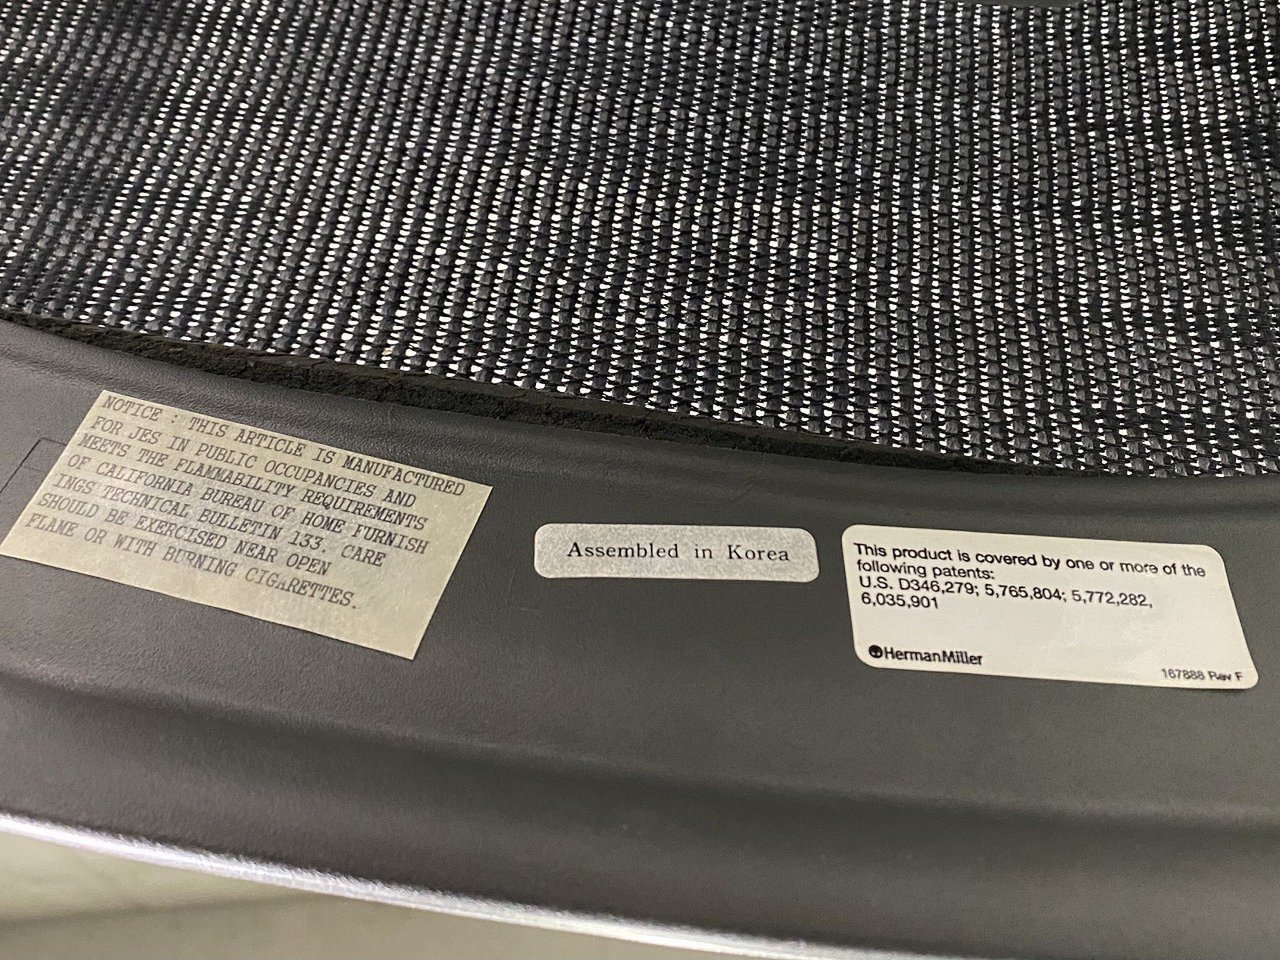 NOTICE : THIS ARTICLE IS MANUFACTURED
FOR JES IN PUBLIC OCCUPANCIES AND
MEETS THE FLAMMABILITY REQUIREMENTS
OF CALIFORNIA BUREAU OF HOME FURNISH
INGS TECHNICAL BULLETIN 133. CARE
SHOULD BE EXERCISED NEAR OPEN
FLAME OR WITH BURNING CIGARETTES.
Assembled in Korea
This product is covered by one or more of the
following patents:
U.S. D346,279; 5,765,804; 5,772,282,
6,035,901
HermanMiller
167888 Rev F